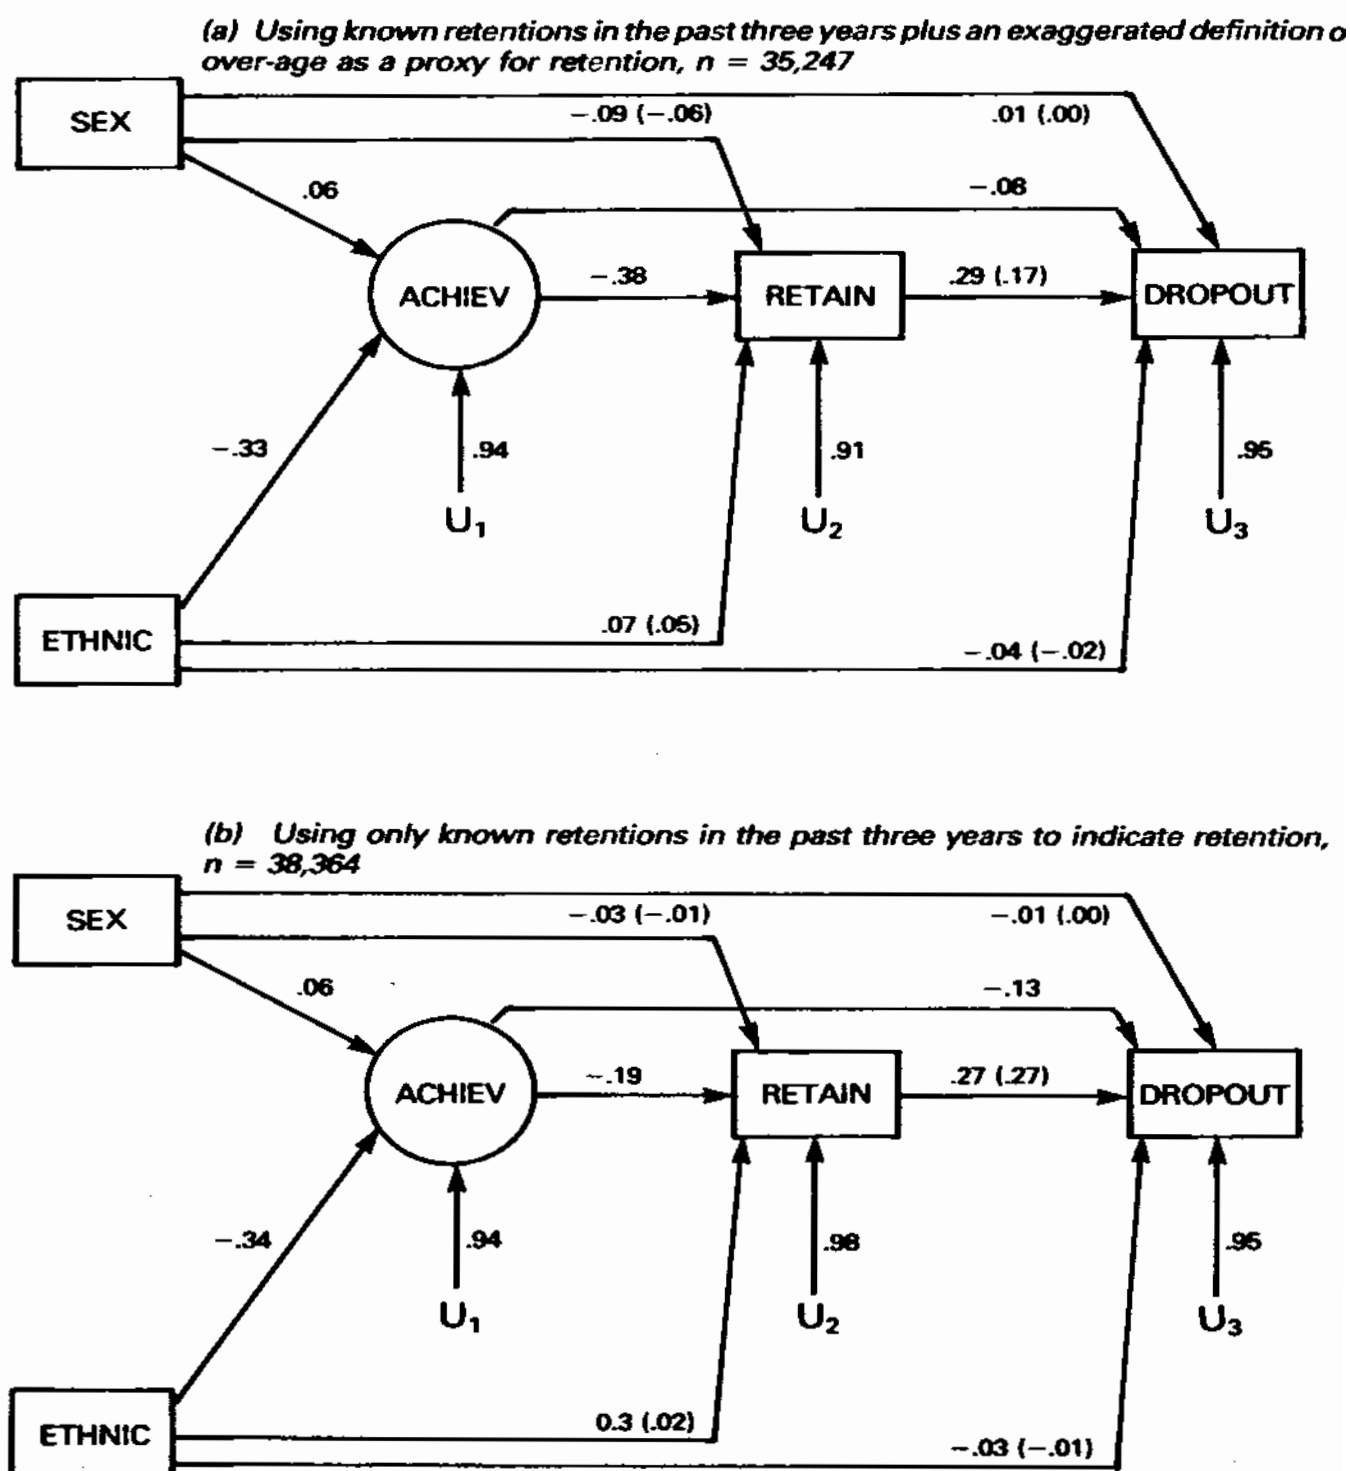 (a) Using known retentions in the past three years plus an exaggerated definition o
over-age as a proxy for retention, n = 35,247
SEX
−.09 (−.06)
.01 (.00)
.06
−.08
ACHIEV
−.38
RETAIN
.29 (.17)
DROPOUT
−.33
.94
.91
.95
U₁
U₂
U₃
ETHNIC
.07 (.05)
−.04 (−.02)
(b) Using only known retentions in the past three years to indicate retention,
n = 38,364
SEX
−.03 (−.01)
−.01 (.00)
.06
−.13
ACHIEV
−.19
RETAIN
.27 (.27)
DROPOUT
−.34
.94
.98
.95
U₁
U₂
U₃
ETHNIC
0.3 (.02)
−.03 (−.01)